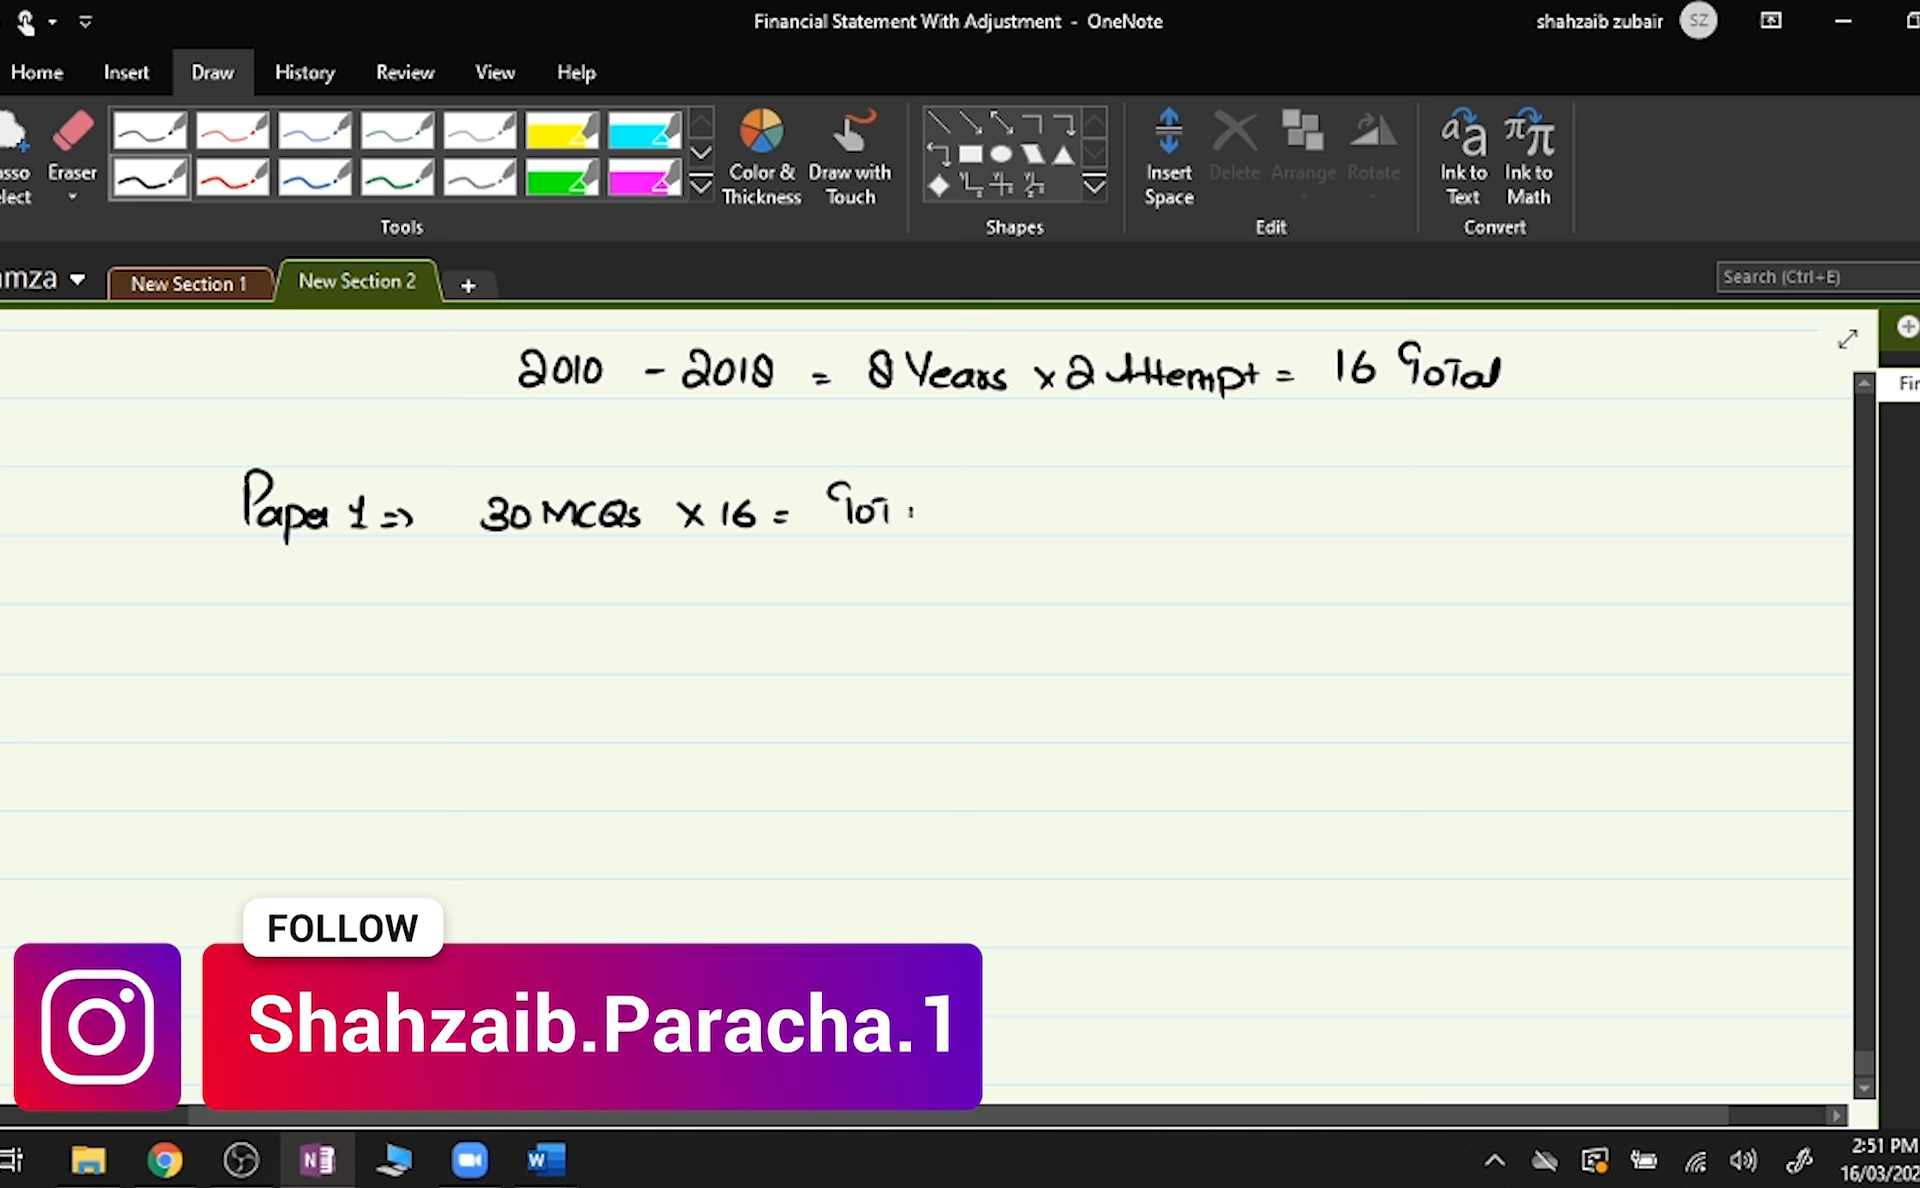 Financial Statement With Adjustment - OneNote
shahzaib zubair SZ
Home Insert Draw History Review View Help
Eraser
Color & Thickness
Draw with Touch
Insert Space
Delete Arrange Rotate
Ink to Text
Ink to Math
Tools Shapes Edit Convert
New Section 1 New Section 2 +
Search (Ctrl+E)
2010 - 2018 = 8 Years x 2 Attempt = 16 Total
Paper 1 => 30 MCQs x 16 = Tot
FOLLOW
Shahzaib.Paracha.1
2:51 PM